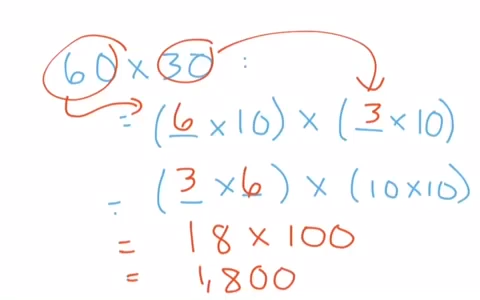 60 × 30 :
= (6 × 10) × (3 × 10)
= (3 × 6) × (10 × 10)
= 18 × 100
= 1,800